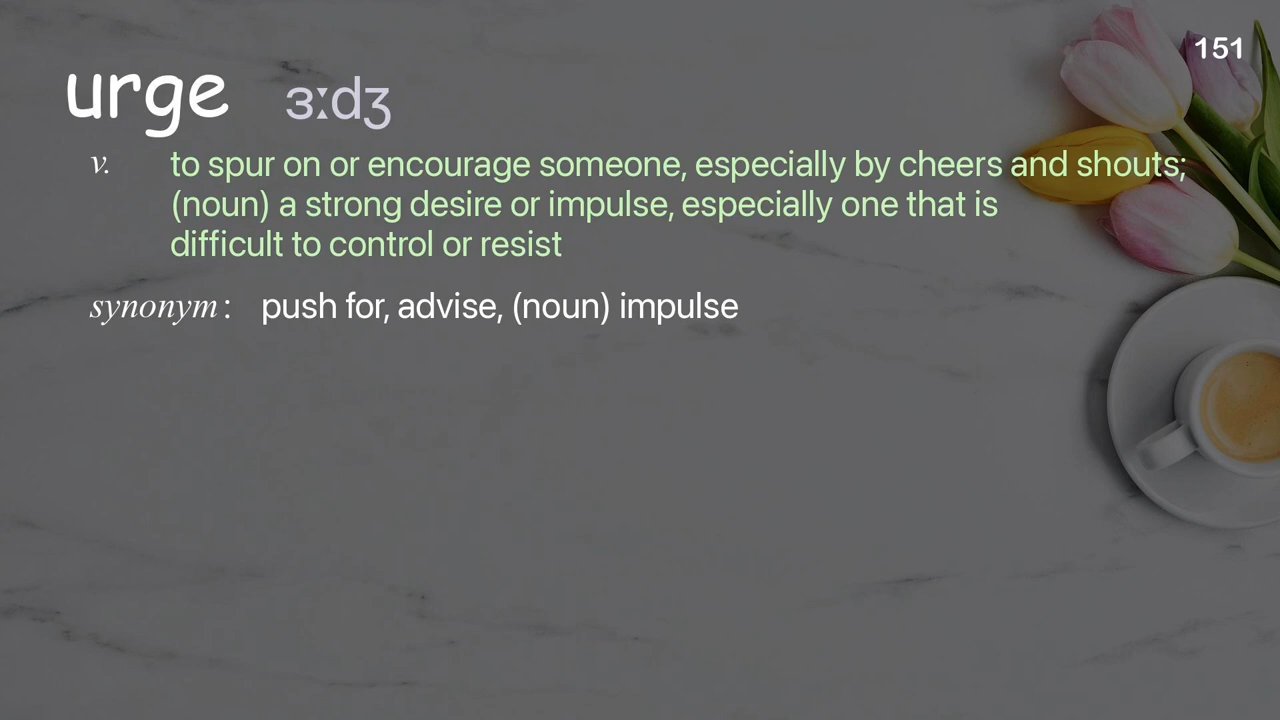 151
urge ɜːdʒ
v. to spur on or encourage someone, especially by cheers and shouts;
(noun) a strong desire or impulse, especially one that is
difficult to control or resist
synonym : push for, advise, (noun) impulse